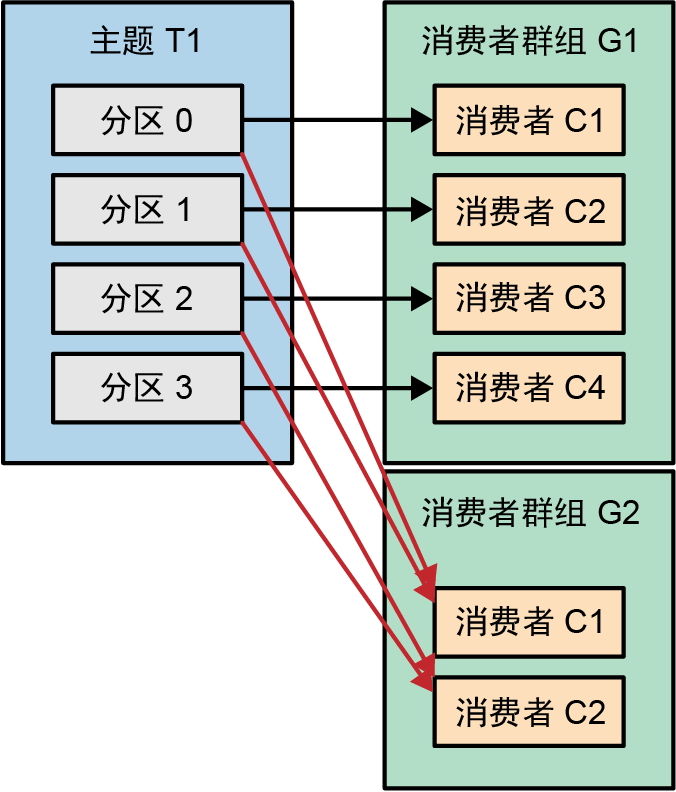 主题 T1
分区 0
分区 1
分区 2
分区 3
消费者群组 G1
消费者 C1
消费者 C2
消费者 C3
消费者 C4
消费者群组 G2
消费者 C1
消费者 C2